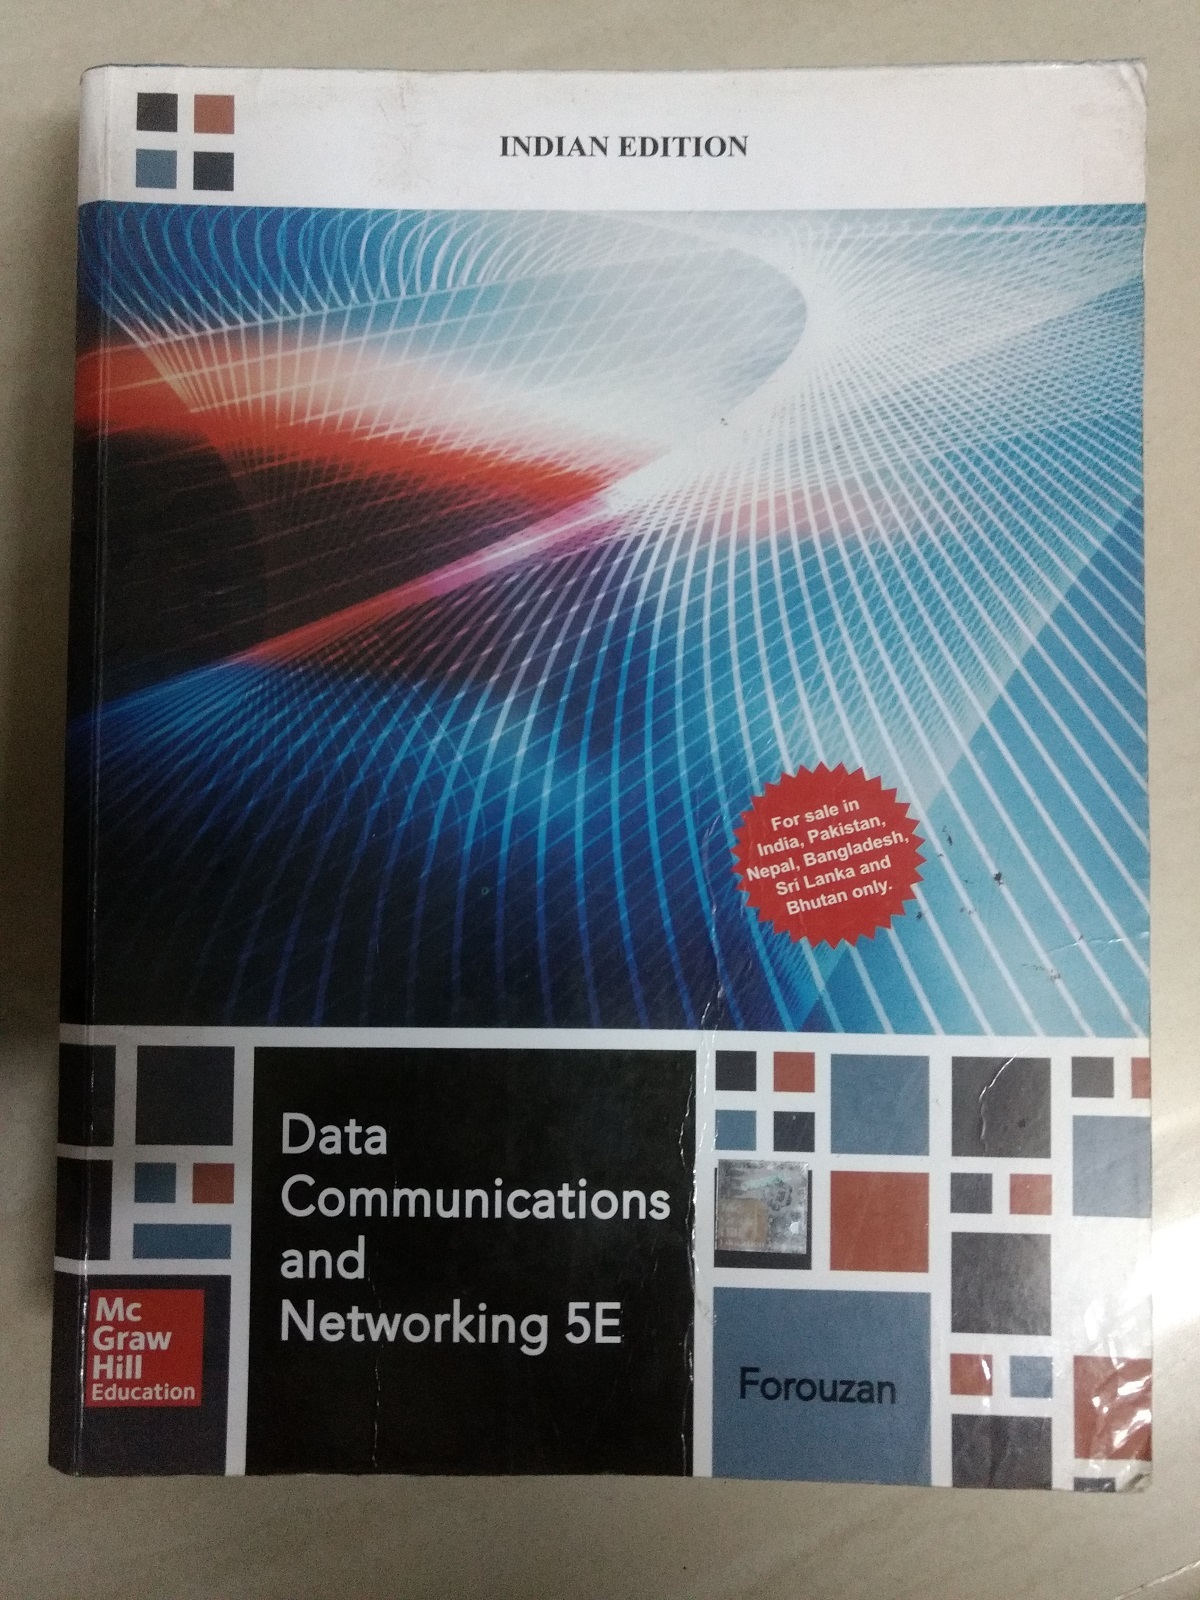 INDIAN EDITION
For sale in
India, Pakistan,
Nepal, Bangladesh,
Sri Lanka and
Bhutan only.
Data
Communications
and
Networking 5E
Mc
Graw
Hill
Education
Forouzan